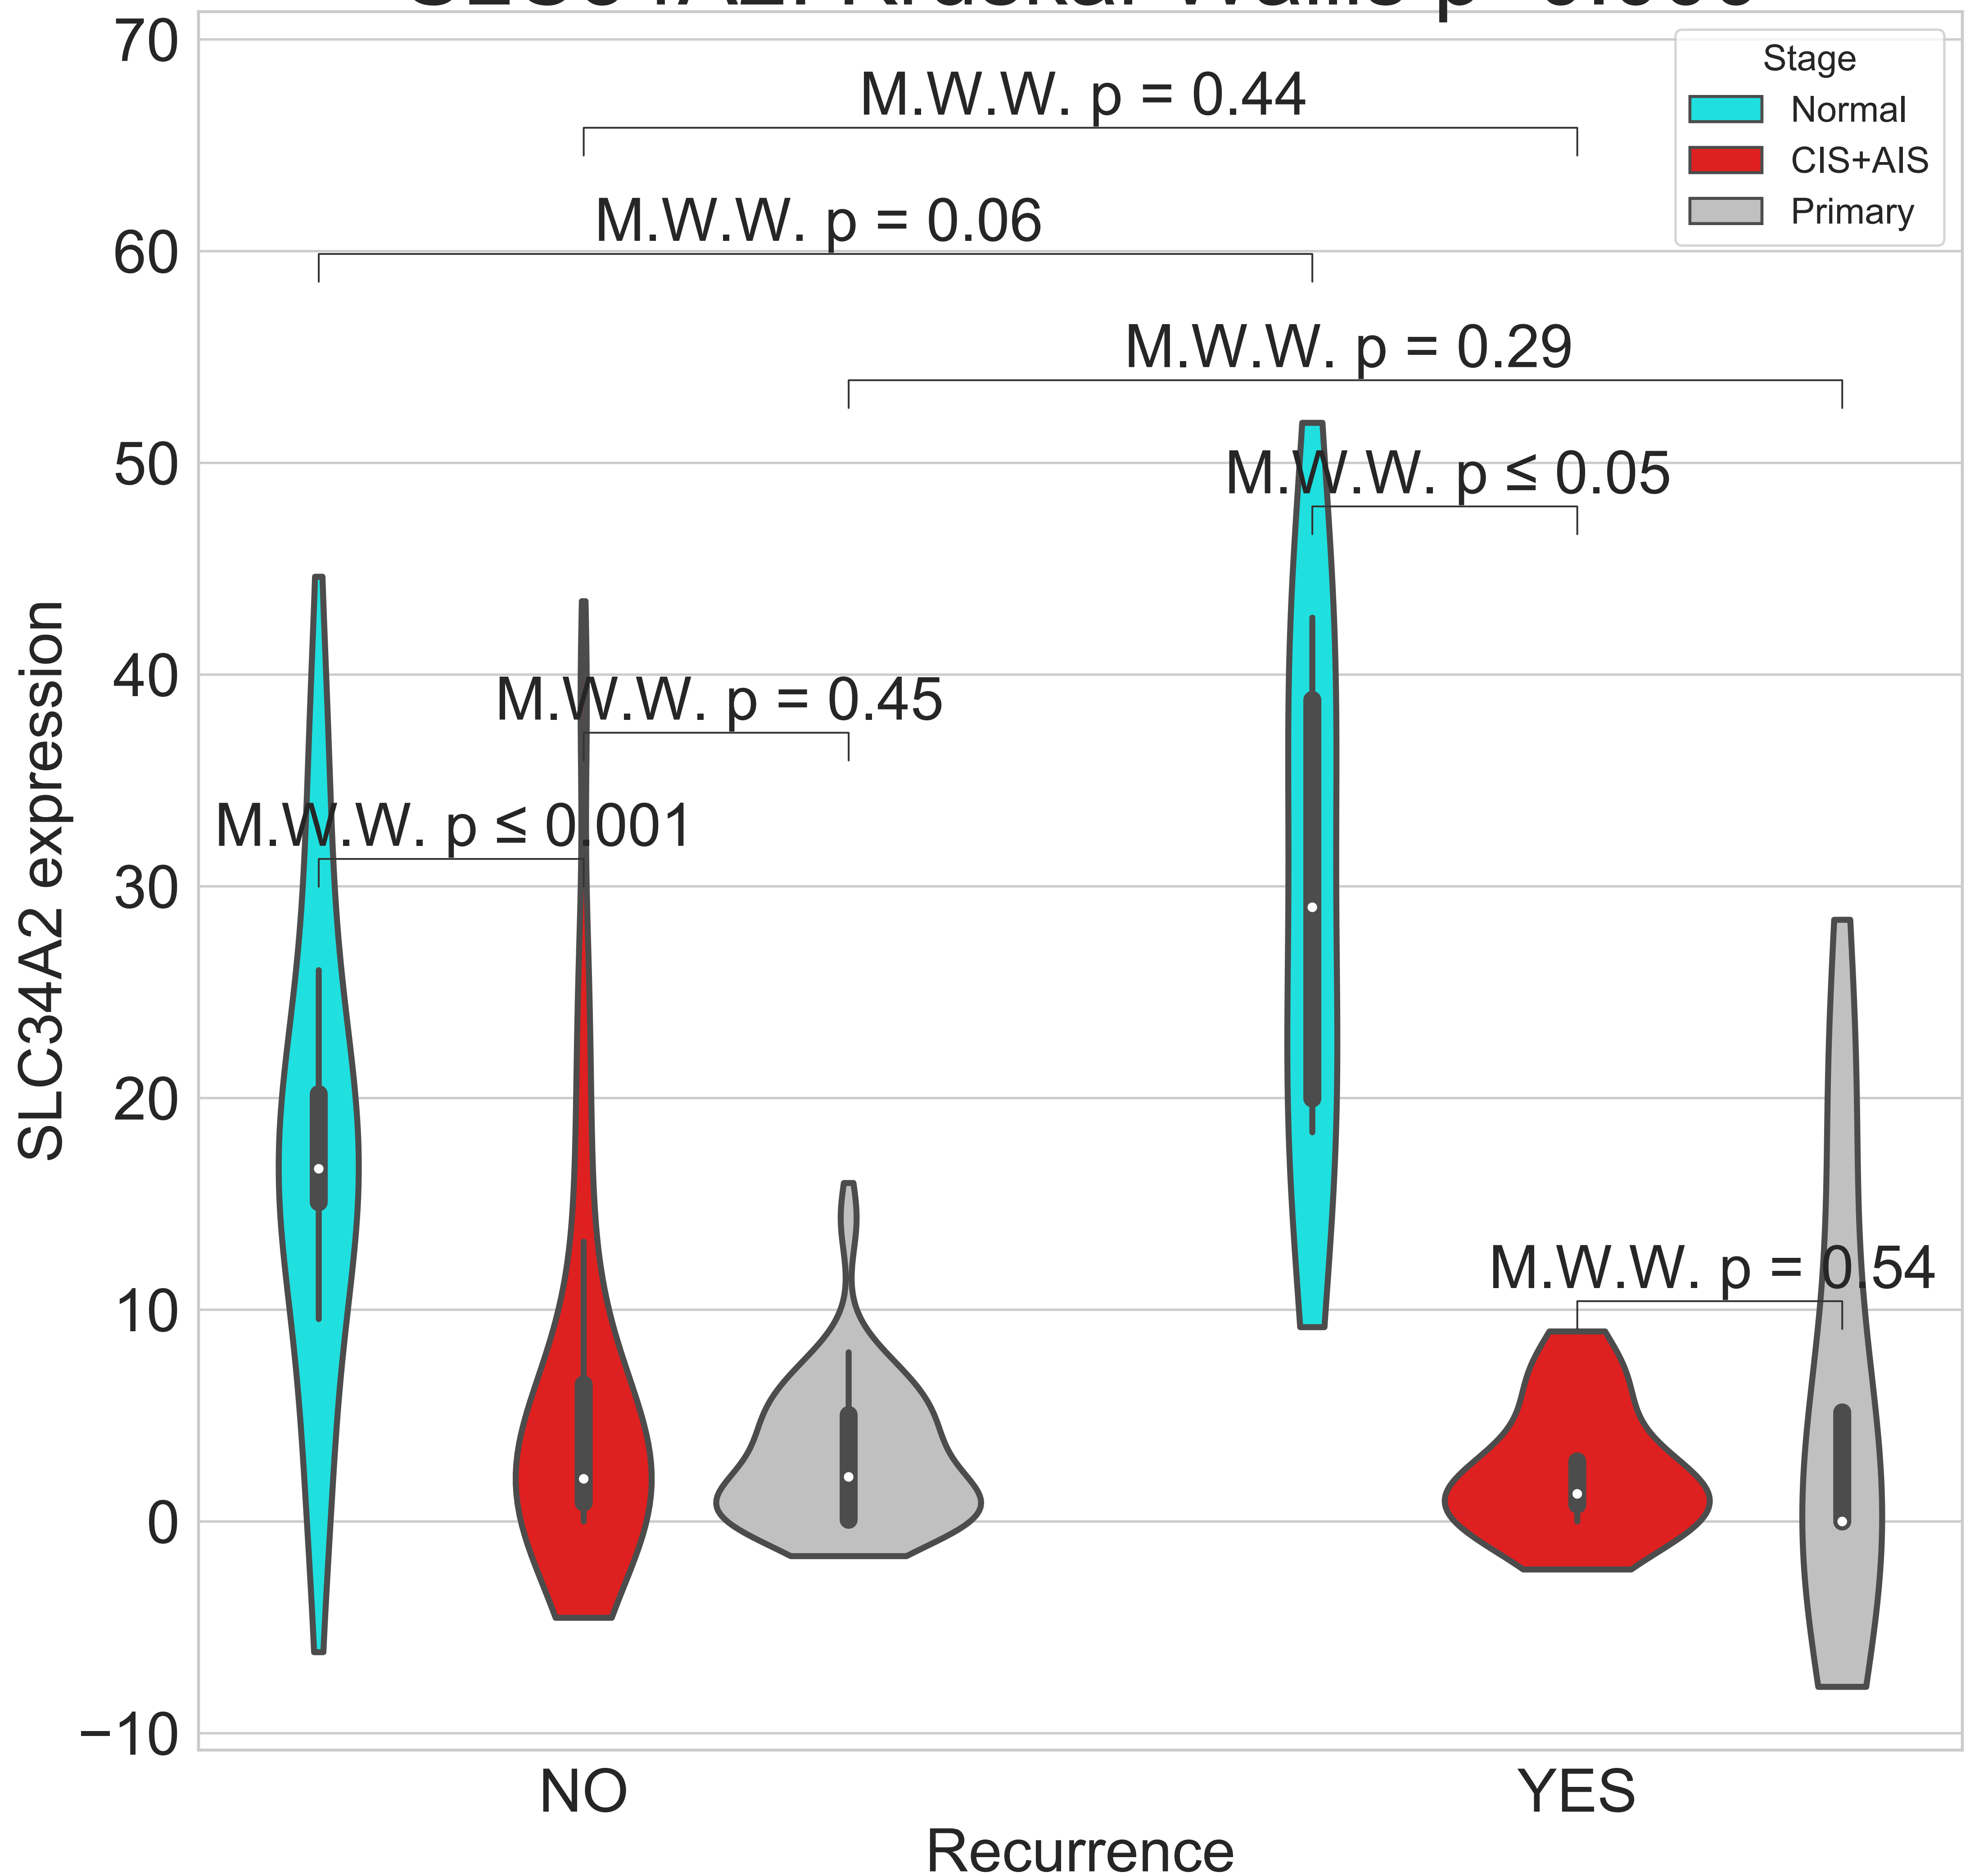 70
60
50
40
30
20
10
0
−10
SLC34A2 expression
Stage
Normal
CIS+AIS
Primary
M.W.W. p = 0.44
M.W.W. p = 0.06
M.W.W. p = 0.29
M.W.W. p ≤ 0.05
M.W.W. p = 0.45
M.W.W. p ≤ 0.001
M.W.W. p = 0.54
NO
YES
Recurrence